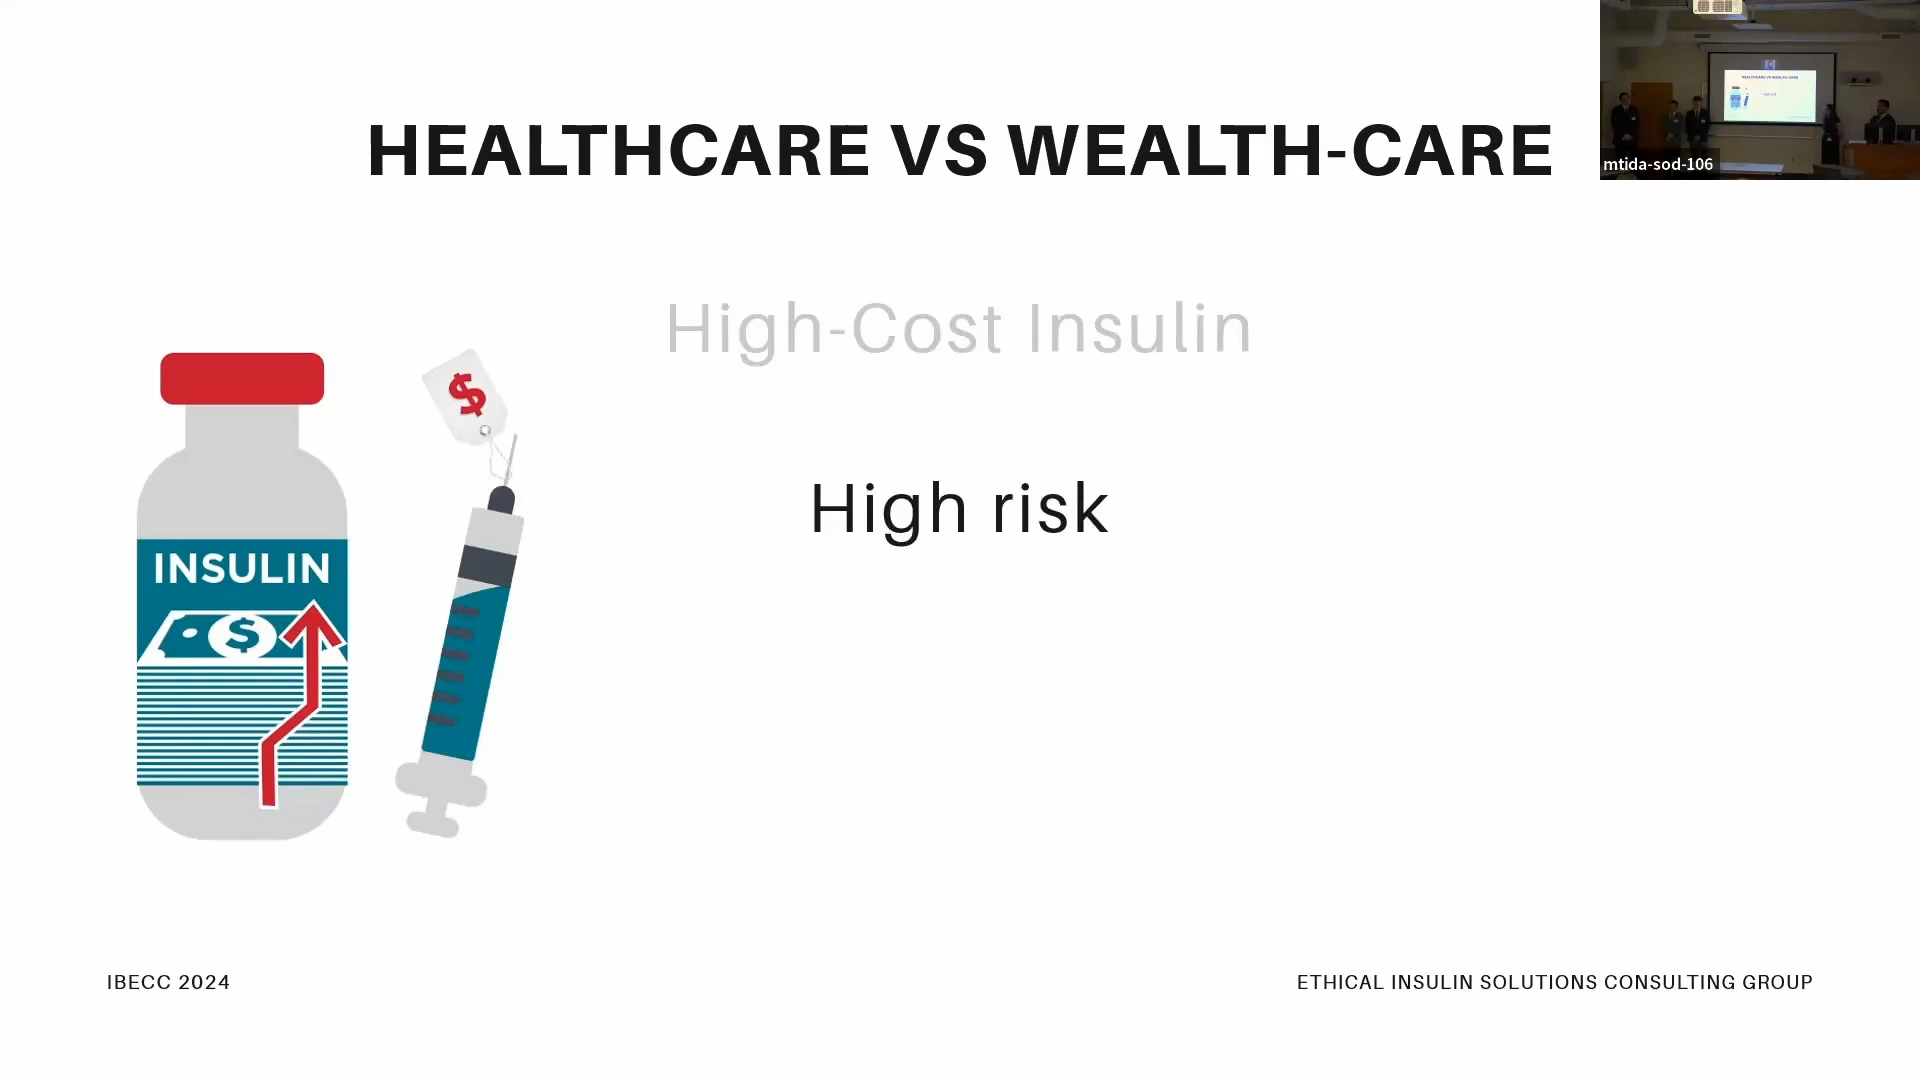 HEALTHCARE VS WEALTH-CARE
mtida-sod-106
High-Cost Insulin
$
High risk
INSULIN
$
IBECC 2024
ETHICAL INSULIN SOLUTIONS CONSULTING GROUP